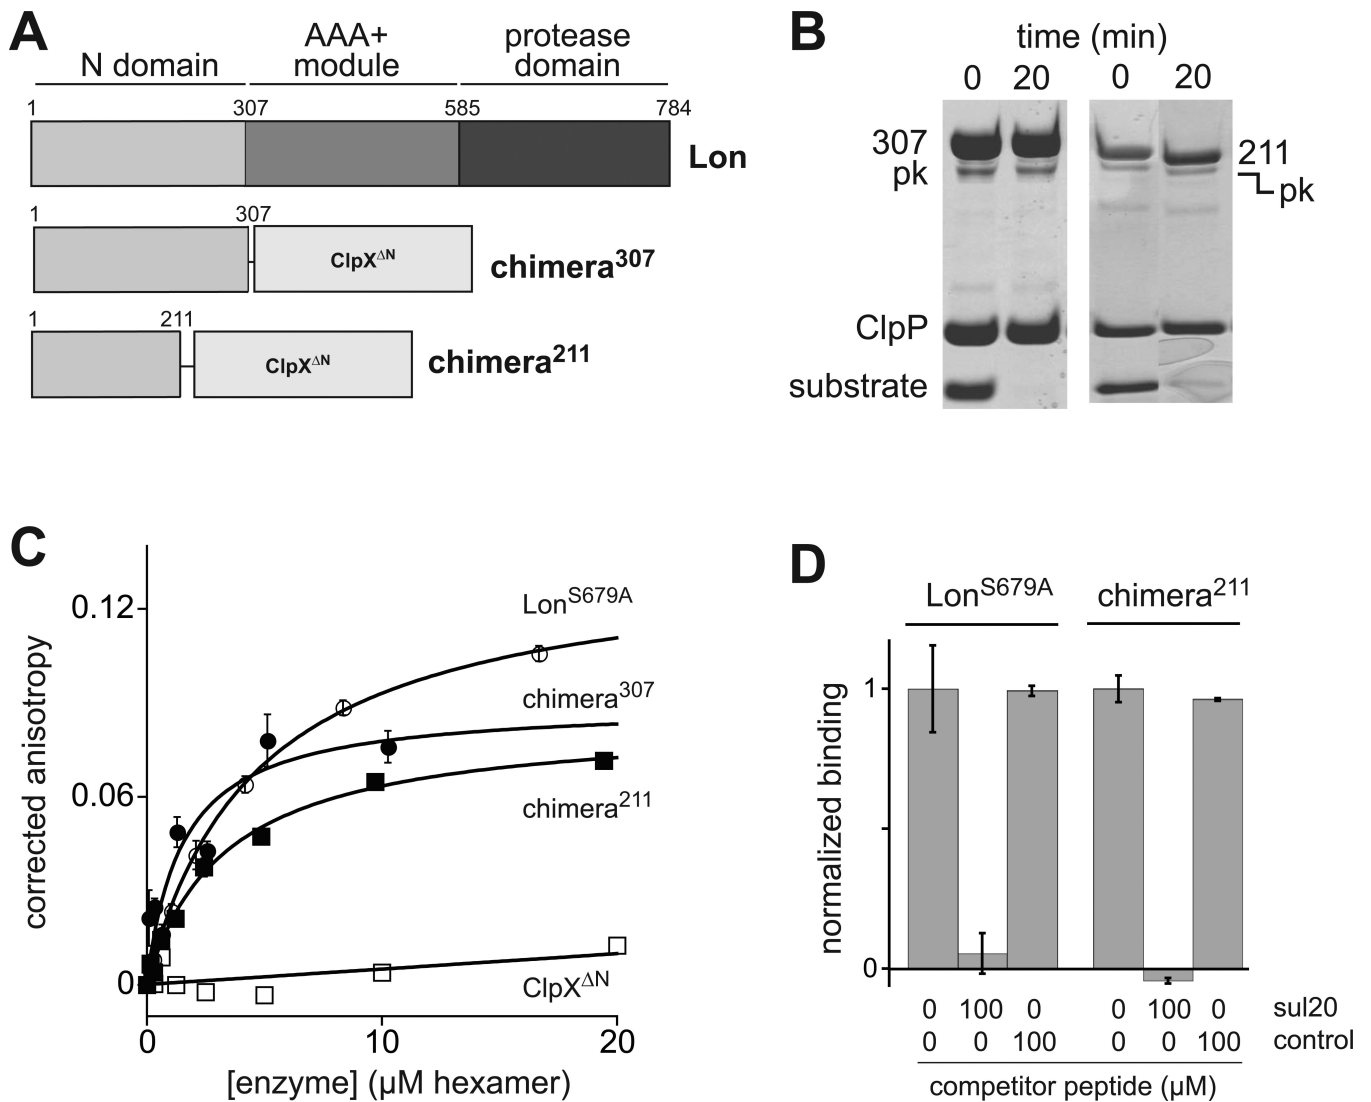 A
N domain
AAA+
module
protease
domain
1 307 585 784
Lon
1 307
ClpXΔN
chimera307
1 211
ClpXΔN
chimera211
B
time (min)
0 20 0 20
307
pk
211
pk
ClpP
substrate
C
corrected anisotropy
0.12
0.06
0
LonS679A
chimera307
chimera211
ClpXΔN
0 10 20
[enzyme] (μM hexamer)
D
LonS679A chimera211
normalized binding
1
0
0 100 0 0 100 0 sul20
0 0 100 0 0 100 control
competitor peptide (μM)